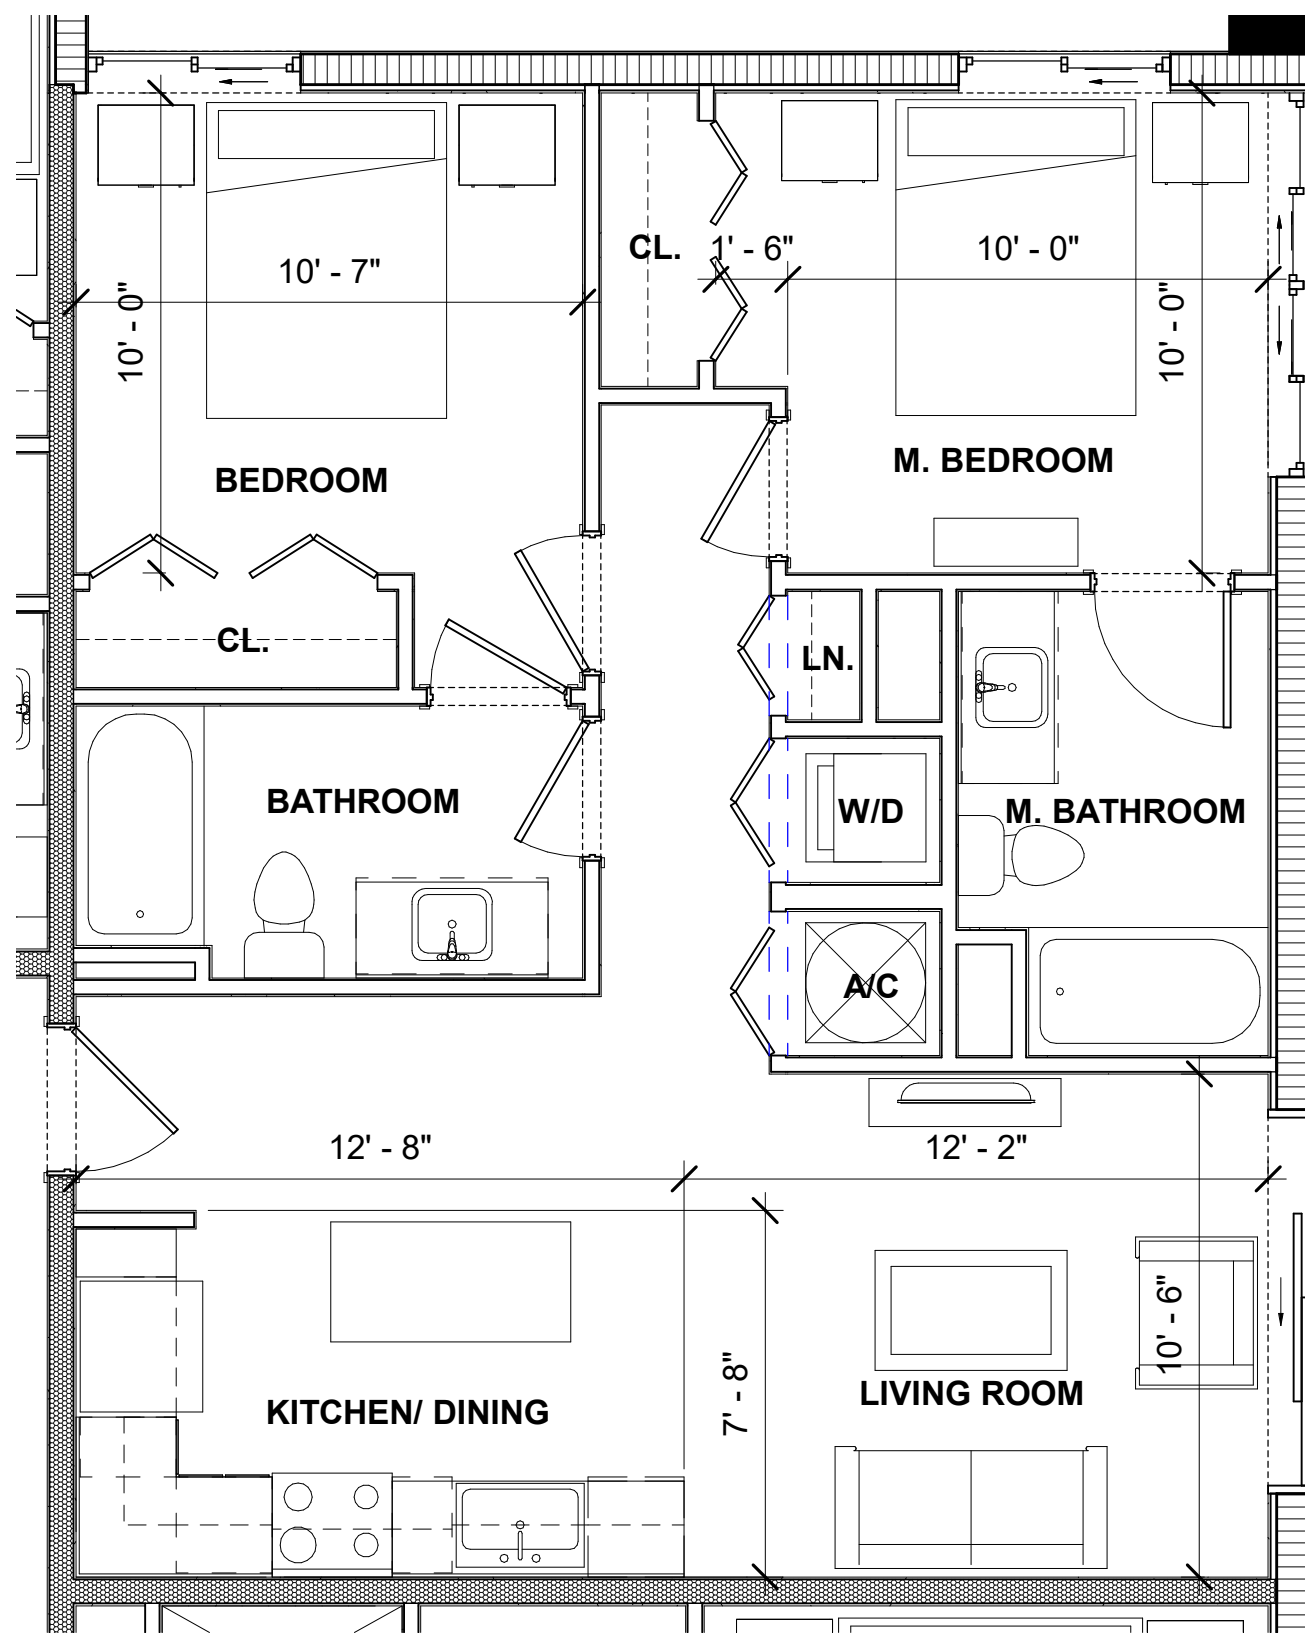 CL.
1' - 6"
10' - 0"
10' - 7"
10' - 0"
10' - 0"
BEDROOM
M. BEDROOM
CL.
LN.
BATHROOM
W/D
M. BATHROOM
A/C
12' - 8"
12' - 2"
10' - 6"
7' - 8"
LIVING ROOM
KITCHEN/ DINING